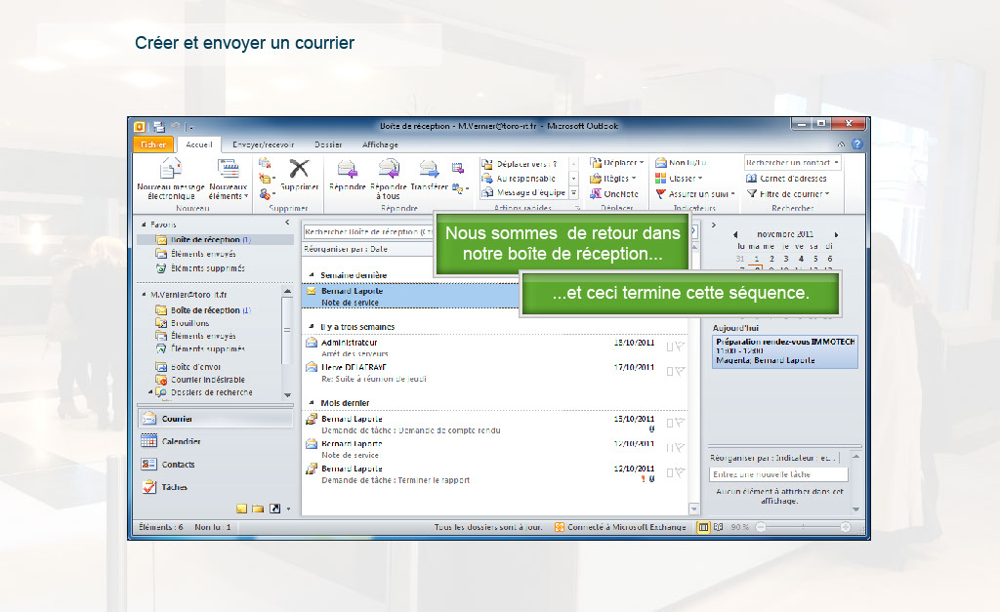 Créer et envoyer un courrier
Boîte de réception - M.Vernier@toro-it.fr - Microsoft Outlook
Fichier Accueil Envoyer/recevoir Dossier Affichage
Nouveau message électronique
Nouveaux éléments
Nouveau
Supprimer
Supprimer
Répondre
Répondre à tous
Transférer
Répondre
Déplacer vers : ?
Au responsable
Message d'équipe
Actions rapides
Déplacer
Règles
OneNote
Déplacer
Non lu/Lu
Classer
Assurer un suivi
Indicateurs
Rechercher un contact
Carnet d'adresses
Filtre de courrier
Rechercher
Favoris
Boîte de réception (1)
Éléments envoyés
Éléments supprimés
M.Vernier@toro-it.fr
Boîte de réception (1)
Brouillons
Éléments envoyés
Éléments supprimés
Boîte d'envoi
Courrier indésirable
Dossiers de recherche
Courrier
Calendrier
Contacts
Tâches
Rechercher Boîte de réception
Réorganiser par : Date
Nous sommes de retour dans
notre boîte de réception...
...et ceci termine cette séquence.
Semaine dernière
Bernard Laporte
Note de service
Il y a trois semaines
Administrateur 18/10/2011
Arrêt des serveurs
Herve DELAFRAYE 17/10/2011
Re: Suite à réunion de jeudi
Mois dernier
Bernard Laporte 13/10/2011
Demande de tâche : Demande de compte rendu
Bernard Laporte 12/10/2011
Note de service
Bernard Laporte 12/10/2011
Demande de tâche : Terminer le rapport
novembre 2011
lu ma me je ve sa di
31 1 2 3 4 5 6
Aujourd'hui
Préparation rendez-vous IMMOTECH
11:00 - 12:00
Magenta; Bernard Laporte
Réorganiser par : Indicateur : éc...
Entrez une nouvelle tâche
Aucun élément à afficher dans cet
affichage.
Éléments : 6 Non lu : 1 Tous les dossiers sont à jour. Connecté à Microsoft Exchange 90 %